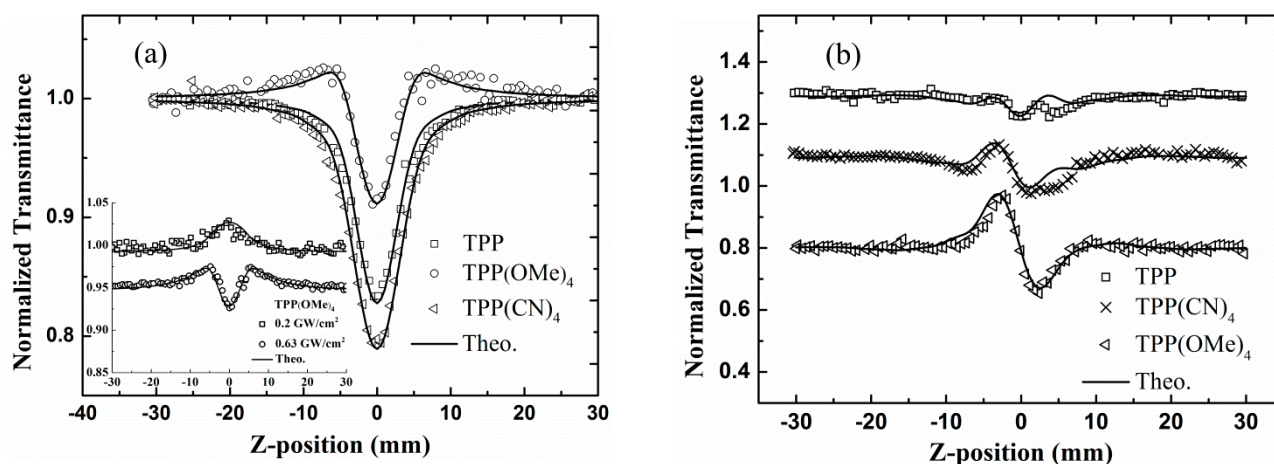 (a)
Normalized Transmittance
1.0
0.9
0.8
1.05
1.00
0.95
0.90
0.85
TPP(OMe)₄
0.2 GW/cm²
0.63 GW/cm²
Theo.
-30 -20 -10 0 10 20 30
TPP
TPP(OMe)₄
TPP(CN)₄
Theo.
-40 -30 -20 -10 0 10 20 30
Z-position (mm)
(b)
Normalized Transmittance
1.4
1.2
1.0
0.8
0.6
0.4
TPP
TPP(CN)₄
TPP(OMe)₄
Theo.
-30 -20 -10 0 10 20 30
Z-position (mm)